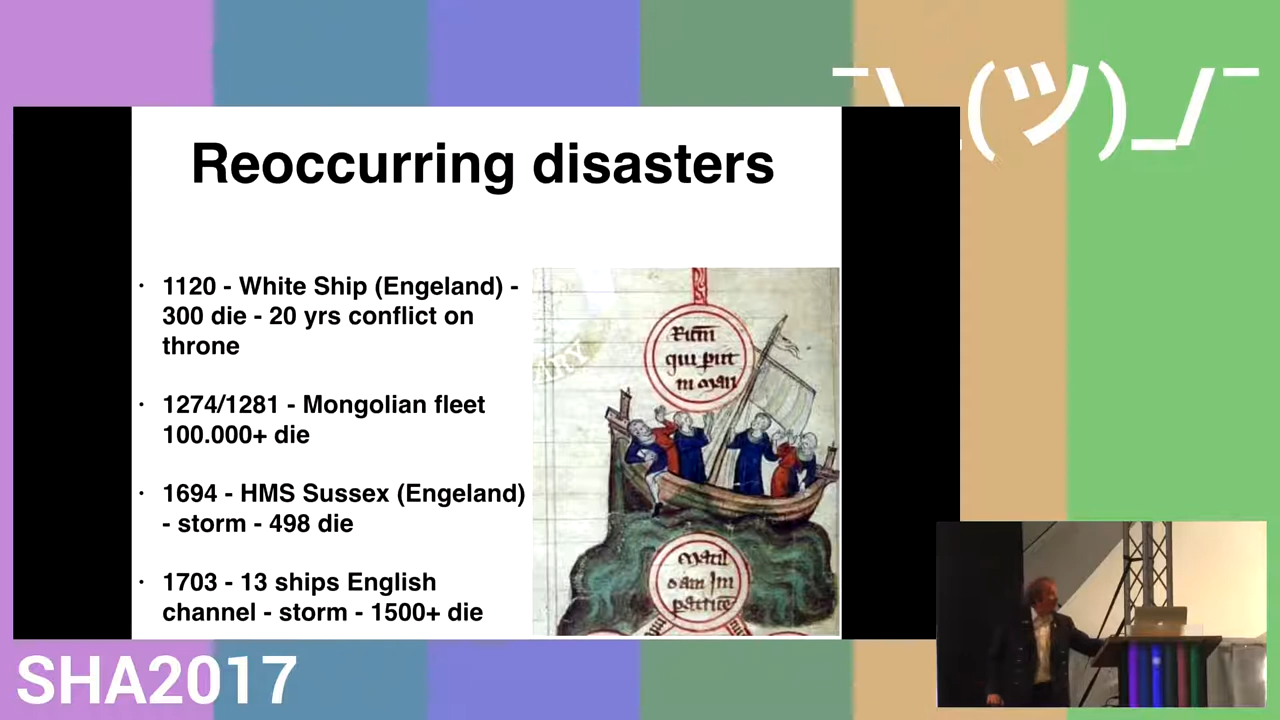 ¯\_(ツ)_/¯
Reoccurring disasters
· 1120 - White Ship (Engeland) -
300 die - 20 yrs conflict on
throne
· 1274/1281 - Mongolian fleet
100.000+ die
· 1694 - HMS Sussex (Engeland)
- storm - 498 die
· 1703 - 13 ships English
channel - storm - 1500+ die
SHA2017